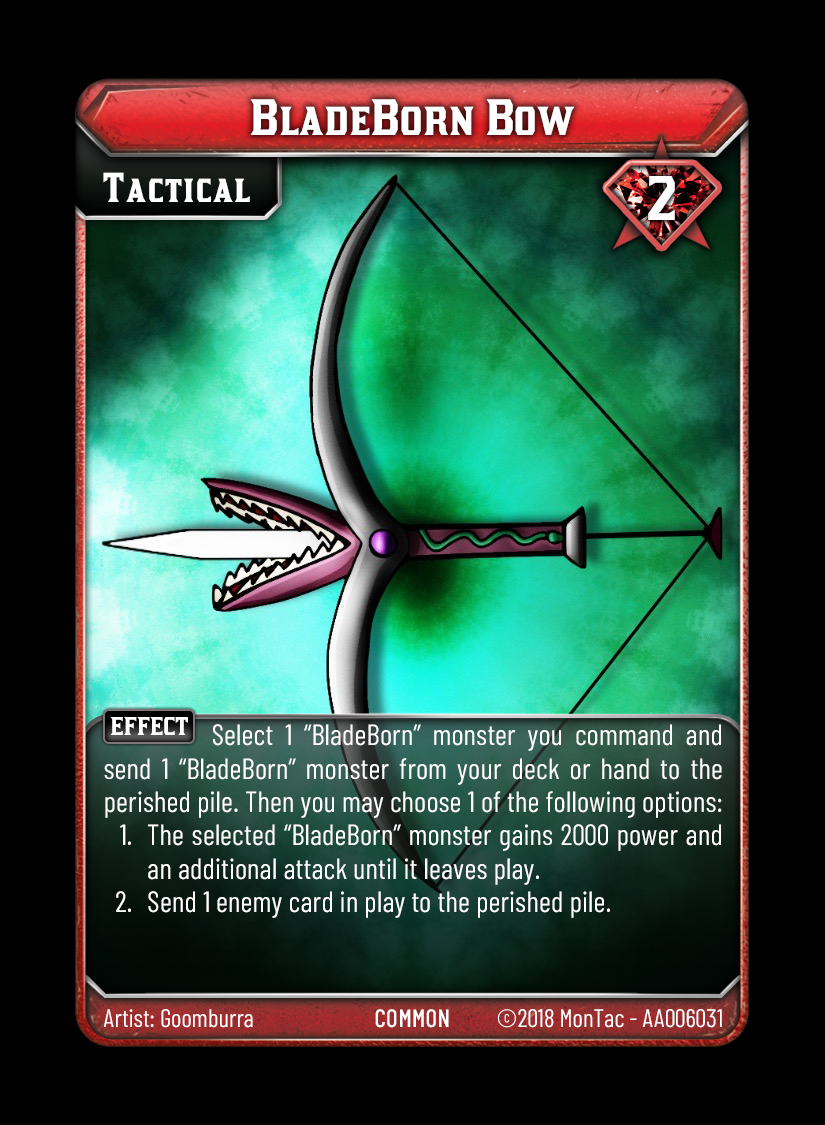 BladeBorn Bow
Tactical
2
EFFECT Select 1 “BladeBorn” monster you command and
send 1 “BladeBorn” monster from your deck or hand to the
perished pile. Then you may choose 1 of the following options:
1. The selected “BladeBorn” monster gains 2000 power and
an additional attack until it leaves play.
2. Send 1 enemy card in play to the perished pile.
Artist: Goomburra COMMON ©2018 MonTac - AA006031